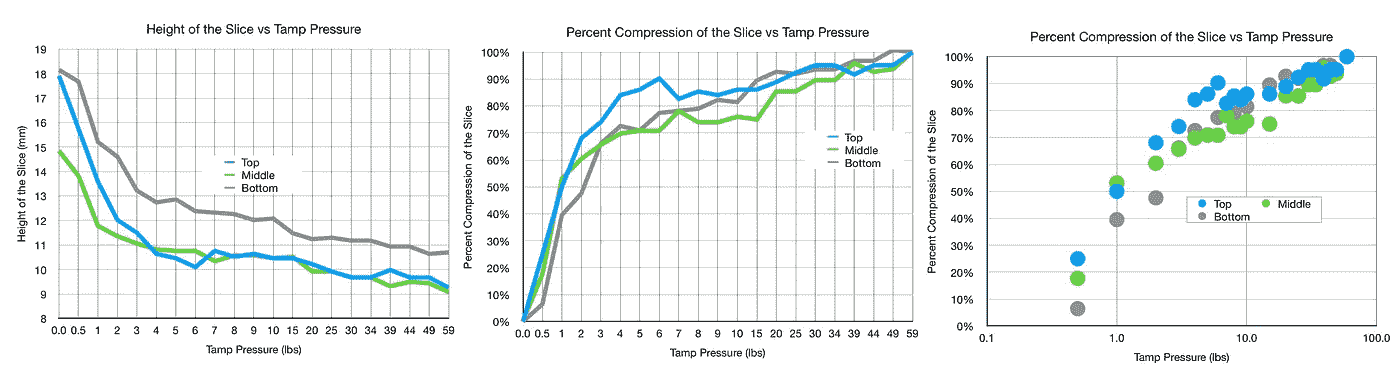 Height of the Slice vs Tamp Pressure
Height of the Slice (mm)
19
18
17
16
15
14
13
12
11
10
9
8
Top
Middle
Bottom
0.0 0.5 1 2 3 4 5 6 7 8 9 10 15 20 25 30 34 39 44 49 59
Tamp Pressure (lbs)
Percent Compression of the Slice vs Tamp Pressure
Percent Compression of the Slice
100%
90%
80%
70%
60%
50%
40%
30%
20%
10%
0%
Top
Middle
Bottom
0.0 0.5 1 2 3 4 5 6 7 8 9 10 15 20 25 30 34 39 44 49 59
Tamp Pressure (lbs)
Percent Compression of the Slice vs Tamp Pressure
Percent Compression of the Slice
100%
90%
80%
70%
60%
50%
40%
30%
20%
10%
0%
Top Middle
Bottom
0.1 1.0 10.0 100.0
Tamp Pressure (lbs)